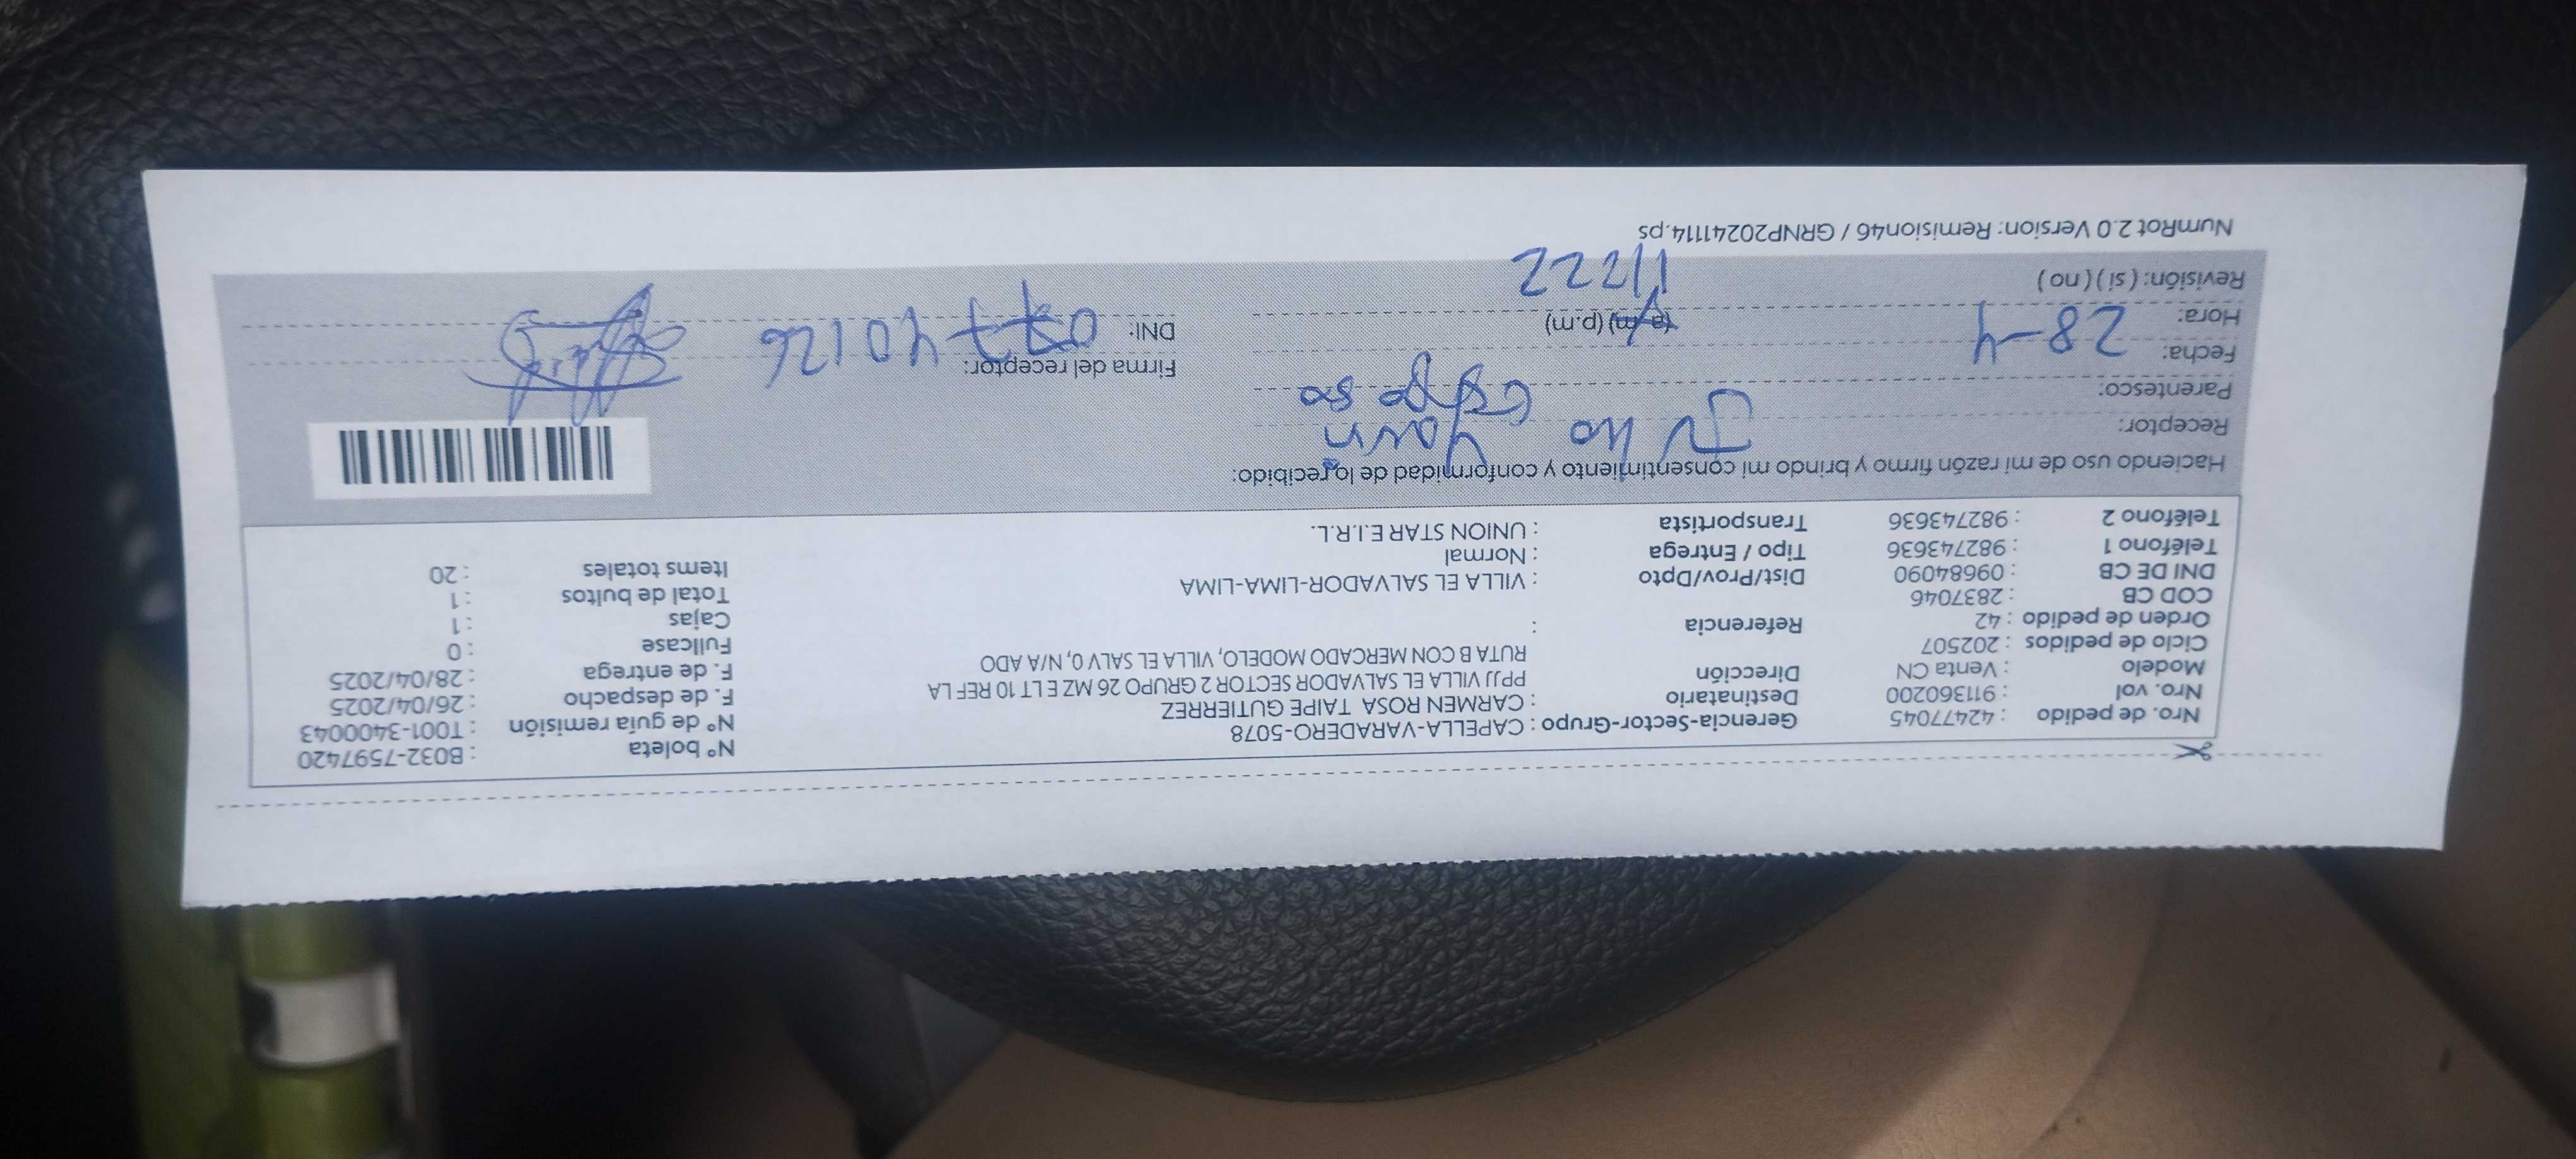 Nro. de pedido : 42477045
Nro. vol : 911360200
Modelo : Venta CN
Ciclo de pedidos : 202507
Orden de pedido : 42
COD CB : 2837046
DNI DE CB : 09684090
Teléfono 1 : 982743636
Teléfono 2 : 982743636
Gerencia-Sector-Grupo : CAPELLA-VARADERO-5078
Destinatario : CARMEN ROSA TAIPE GUTIERREZ
Dirección PPJJ VILLA EL SALVADOR SECTOR 2 GRUPO 26 MZ E LT 10 REF LA
RUTA B CON MERCADO MODELO, VILLA EL SALV 0, N/A ADO
Referencia :
Dist/Prov/Dpto : VILLA EL SALVADOR-LIMA-LIMA
Tipo / Entrega : Normal
Transportista : UNION STAR E.I.R.L.
N° boleta : B032-7597420
N° de guía remisión : T001-3400043
F. de despacho : 26/04/2025
F. de entrega : 28/04/2025
Fullcase : 0
Cajas : 1
Total de bultos : 1
Items totales : 20
Haciendo uso de mi razón firmo y brindo mi consentimiento y conformidad de lo recibido:
Receptor: Julio
Parentesco: Esposo
Fecha: 28-4
Hora: (a m) (p.m)
Revisión: ( si ) ( no )
Firma del receptor:
DNI:
NumRot 2.0 Version: Remision46 / GRNP20241114.ps